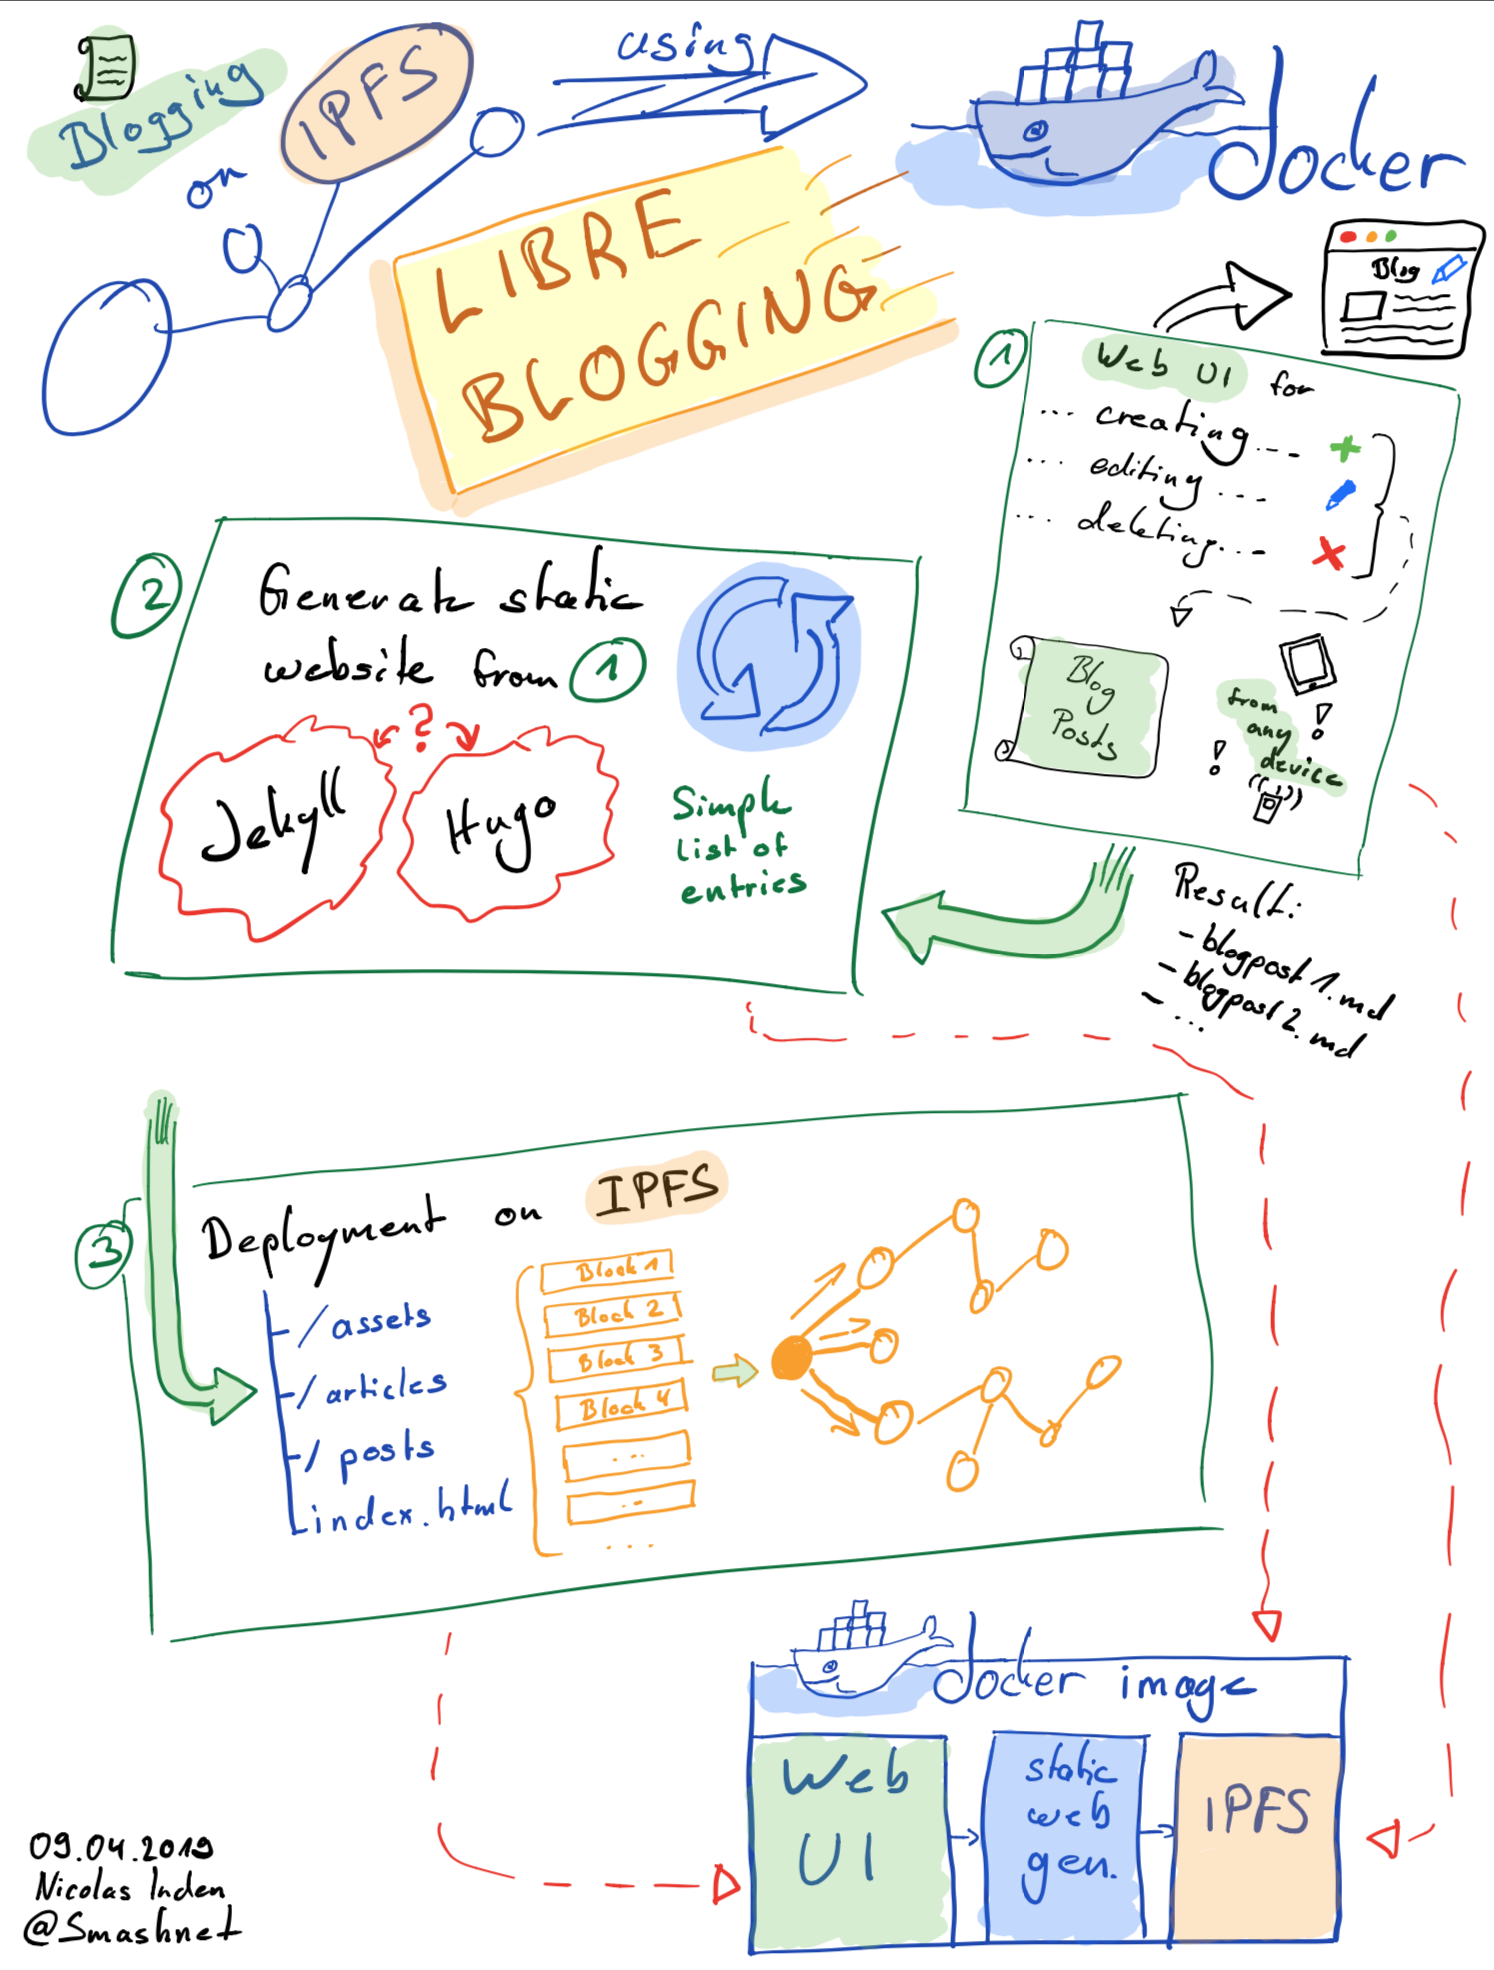 Blogging
on
IPFS
using
docker
LIBRE
BLOGGING
Blog
1
Web UI for
... creating ...
... editing ...
... deleting ...
Blog
Posts
from
any
device
! !
Result:
- blogpost1.md
- blogpost2.md
- ...
2
Generate static
website from 1
?
Jekyll
Hugo
Simple
list of
entries
3
Deployment on IPFS
/assets
/articles
/posts
index.html
Block 1
Block 2
Block 3
Block 4
...
...
....
docker image
Web
UI
static
web
gen.
IPFS
09.04.2019
Nicolas Inden
@Smashnet